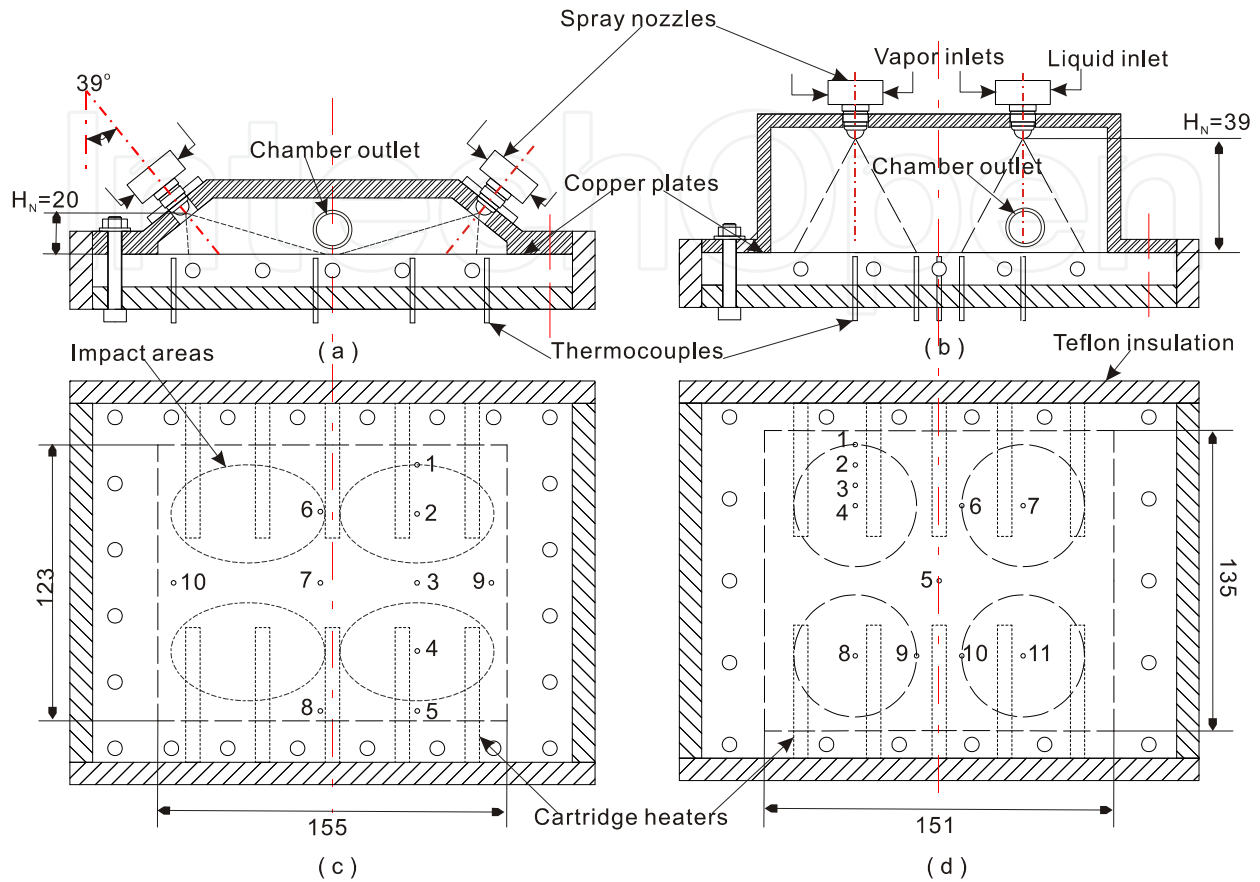 Spray nozzles
Vapor inlets
Liquid inlet
39°
Chamber outlet
H_N=39
Chamber outlet
Copper plates
H_N=20
IntechOpen
(a)
Thermocouples
(b)
Impact areas
Teflon insulation
1
2
6
10
7
3
9
4
8
5
123
155
Cartridge heaters
1
2
3
4
6
7
5
8
9
10
11
135
151
(c)
(d)